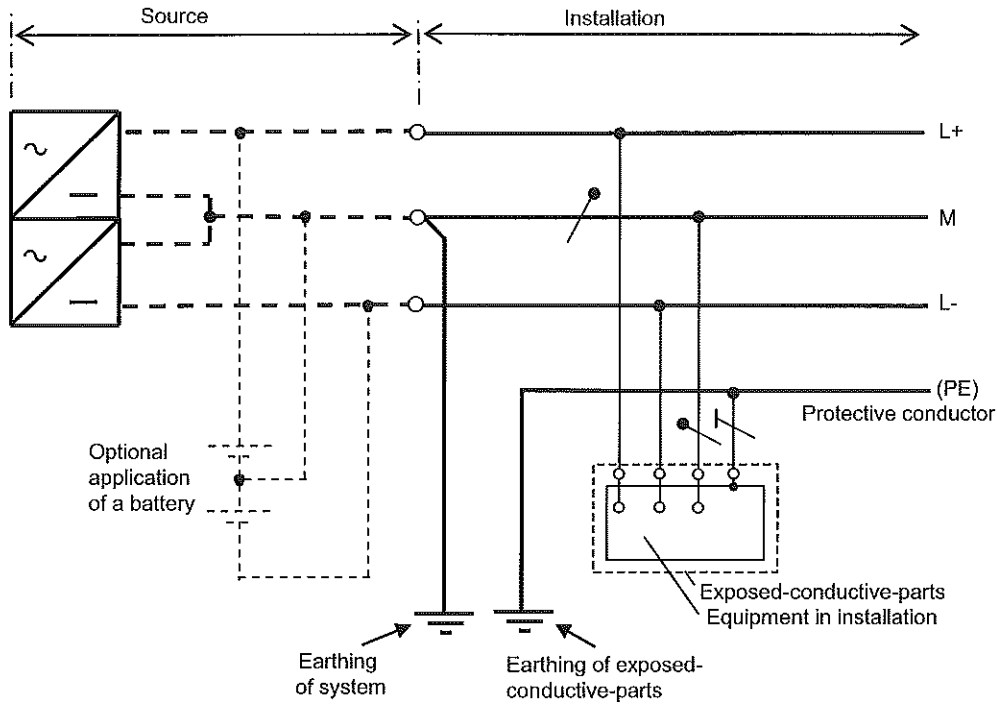 Source
Installation
L+
M
L-
(PE)
Protective conductor
Optional
application
of a battery
Exposed-conductive-parts
Equipment in installation
Earthing
of system
Earthing of exposed-
conductive-parts